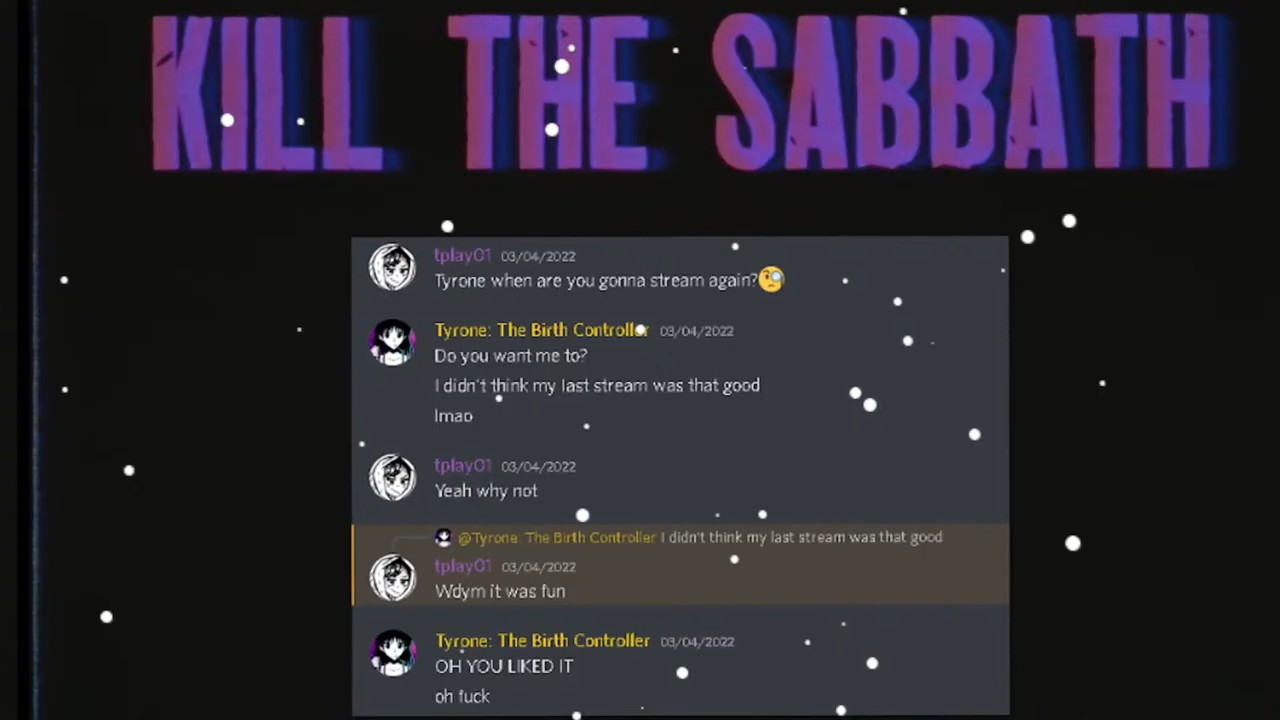 KILL THE SABBATH
tplay01 03/04/2022
Tyrone when are you gonna stream again?🧐
Tyrone: The Birth Controller 03/04/2022
Do you want me to?
I didn't think my last stream was that good
lmao
tplay01 03/04/2022
Yeah why not
@Tyrone: The Birth Controller I didn't think my last stream was that good
tplay01 03/04/2022
Wdym it was fun
Tyrone: The Birth Controller 03/04/2022
OH YOU LIKED IT
oh fuck